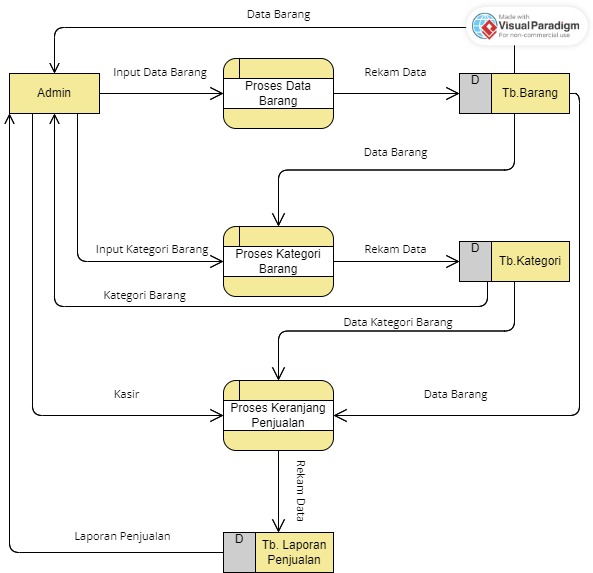 Data Barang
Made with
VisualParadigm
For non-commercial use
Admin
Input Data Barang
Proses Data
Barang
Rekam Data
D
Tb.Barang
Data Barang
Input Kategori Barang
Proses Kategori
Barang
Rekam Data
D
Tb.Kategori
Kategori Barang
Data Kategori Barang
Kasir
Proses Keranjang
Penjualan
Data Barang
Rekam Data
Laporan Penjualan
D
Tb. Laporan
Penjualan